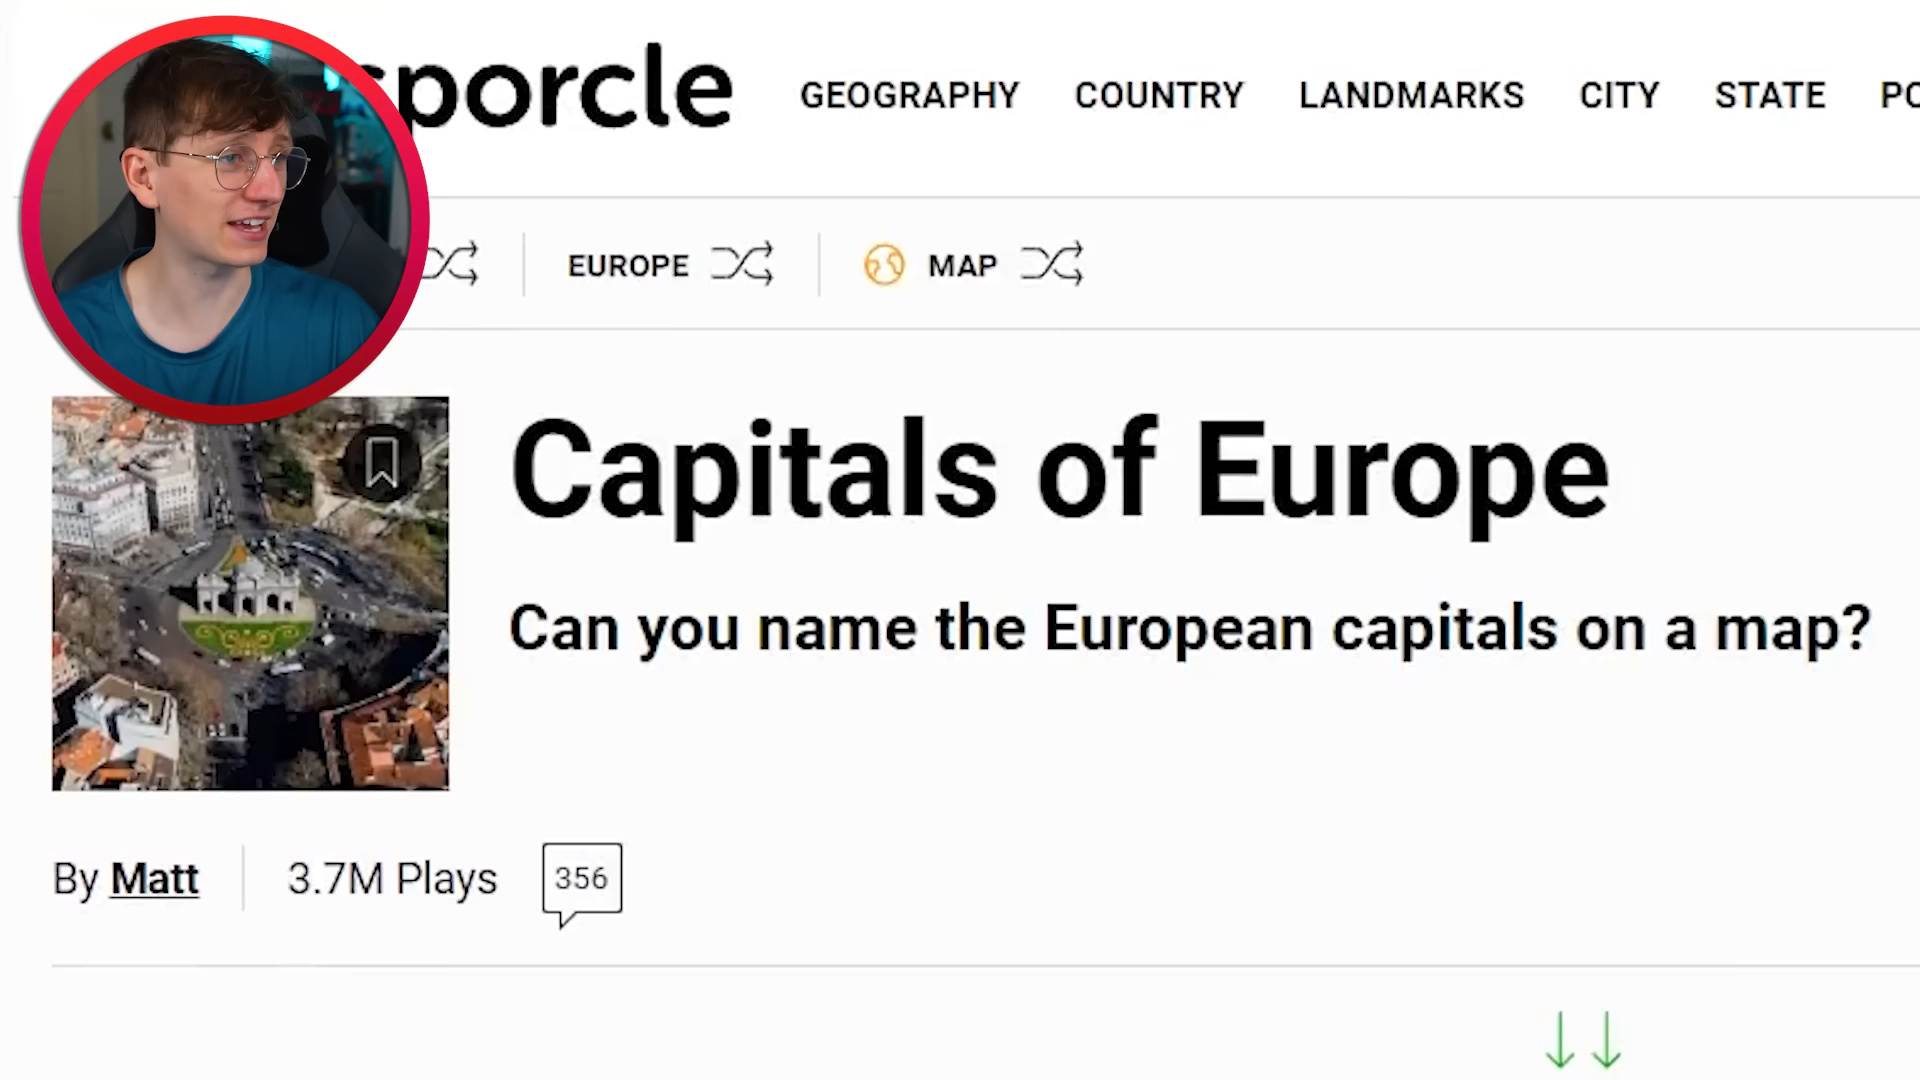 sporcle
GEOGRAPHY COUNTRY LANDMARKS CITY STATE
EUROPE MAP
Capitals of Europe
Can you name the European capitals on a map?
By Matt 3.7M Plays 356